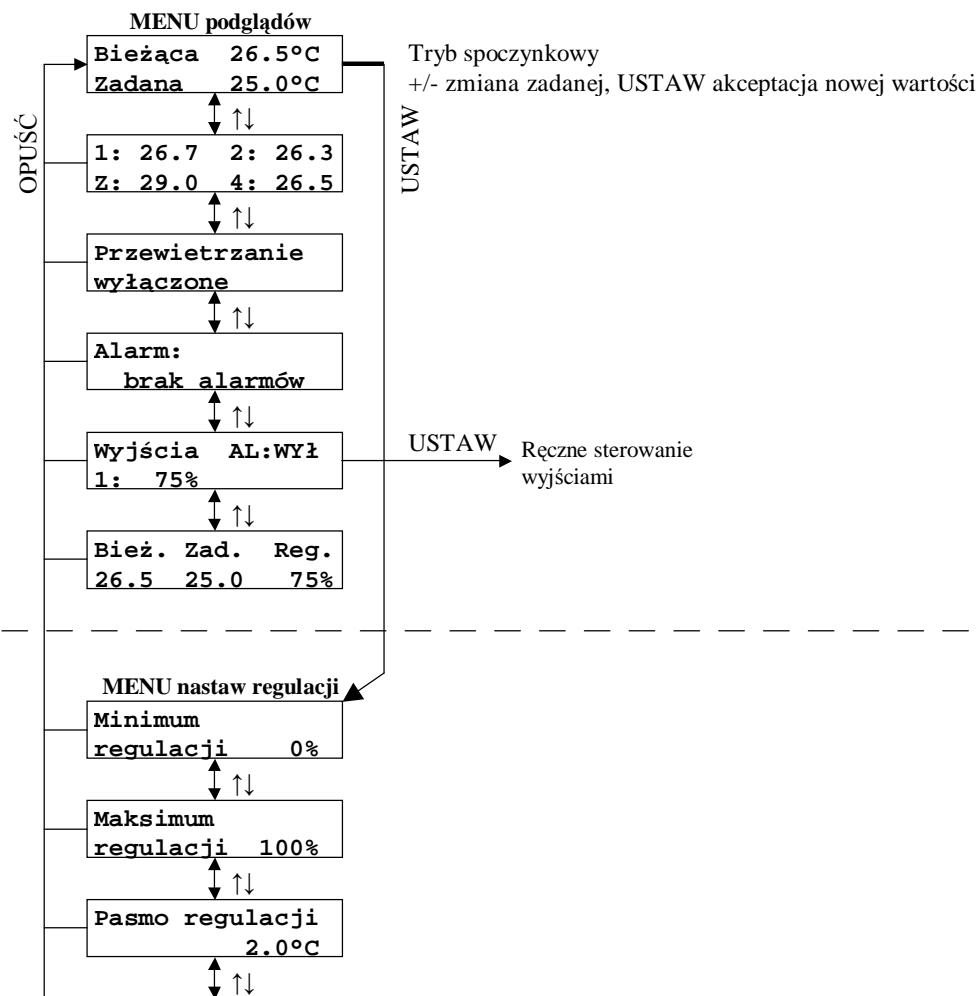 MENU podglądów
Bieżąca 26.5°C
Zadana 25.0°C
Tryb spoczynkowy
+/- zmiana zadanej, USTAW akceptacja nowej wartości
↑↓
OPUŚĆ
USTAW
1: 26.7 2: 26.3
Z: 29.0 4: 26.5
↑↓
Przewietrzanie
wyłączone
↑↓
Alarm:
brak alarmów
↑↓
Wyjścia AL:WYŁ
1: 75%
USTAW
Ręczne sterowanie
wyjściami
↑↓
Bież. Zad. Reg.
26.5 25.0 75%
MENU nastaw regulacji
Minimum
regulacji 0%
↑↓
Maksimum
regulacji 100%
↑↓
Pasmo regulacji
2.0°C
↑↓